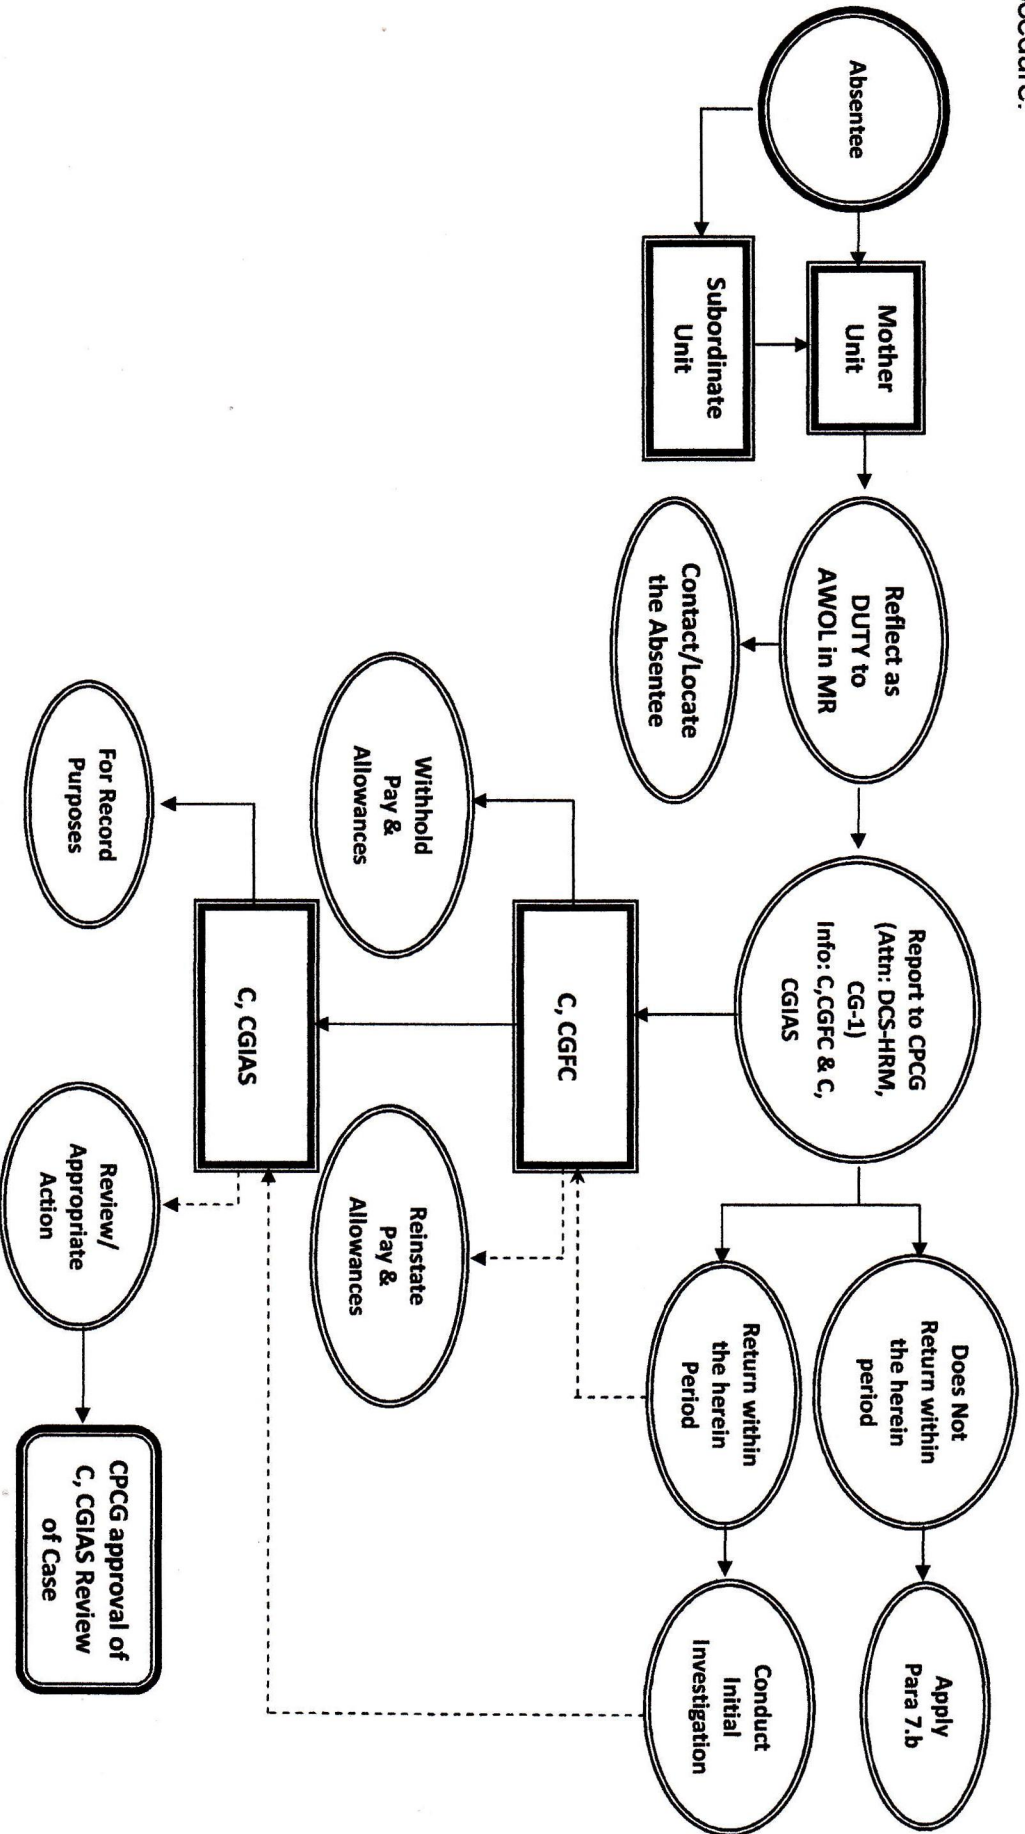 ocedure:
Absentee
Mother
Unit
Subordinate
Unit
Reflect as
DUTY to
AWOL in MR
Contact/Locate
the Absentee
Report to CPCG
(Attn: DCS-HRM,
CG-1)
Info: C,CGFC & C,
CGIAS
Does Not
Return within
the herein
period
Apply
Para 7.b
Return within
the herein
Period
Conduct
Initial
Investigation
C, CGFC
Withhold
Pay &
Allowances
Reinstate
Pay &
Allowances
C, CGIAS
For Record
Purposes
Review/
Appropriate
Action
CPCG approval of
C, CGIAS Review
of Case